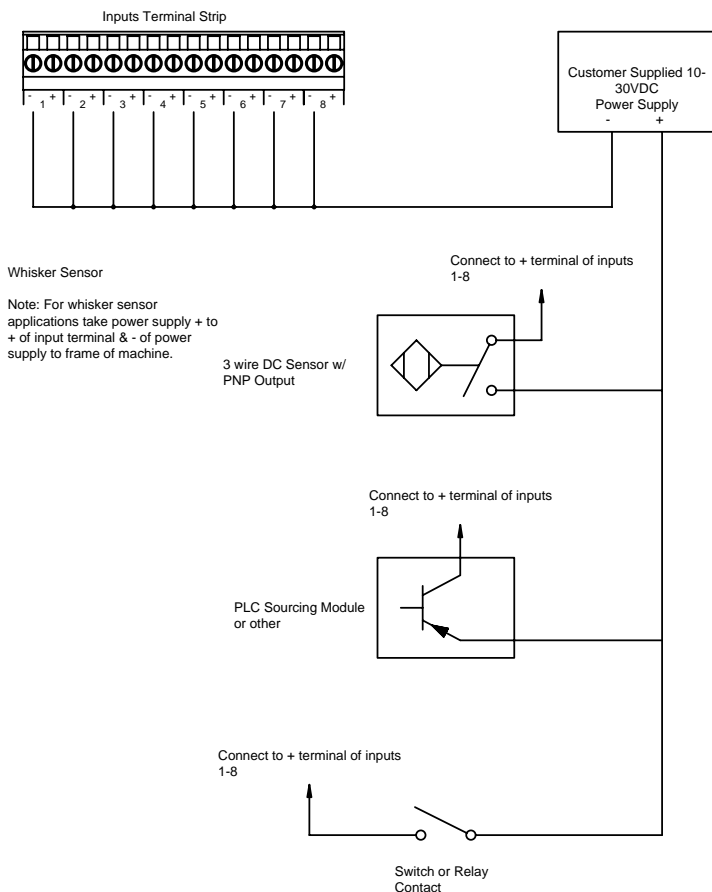 Inputs Terminal Strip
- + - + - + - + - + - + - + - +
1 2 3 4 5 6 7 8
Customer Supplied 10-
30VDC
Power Supply
- +
Whisker Sensor
Note: For whisker sensor
applications take power supply + to
+ of input terminal & - of power
supply to frame of machine.
Connect to + terminal of inputs
1-8
3 wire DC Sensor w/
PNP Output
Connect to + terminal of inputs
1-8
PLC Sourcing Module
or other
Connect to + terminal of inputs
1-8
Switch or Relay
Contact